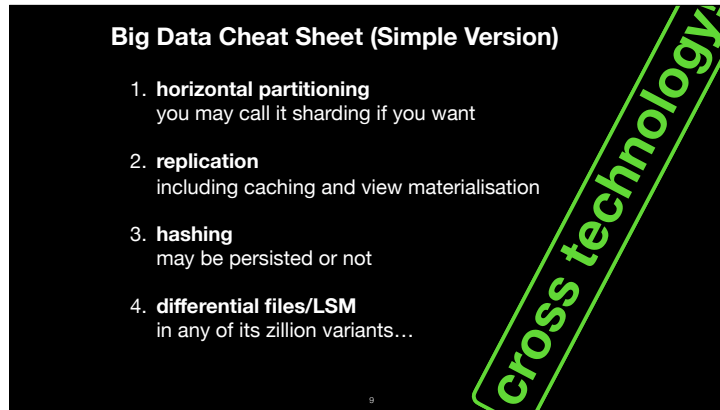 Big Data Cheat Sheet (Simple Version)
1. horizontal partitioning
you may call it sharding if you want
2. replication
including caching and view materialisation
3. hashing
may be persisted or not
4. differential files/LSM
in any of its zillion variants…
cross technology
9